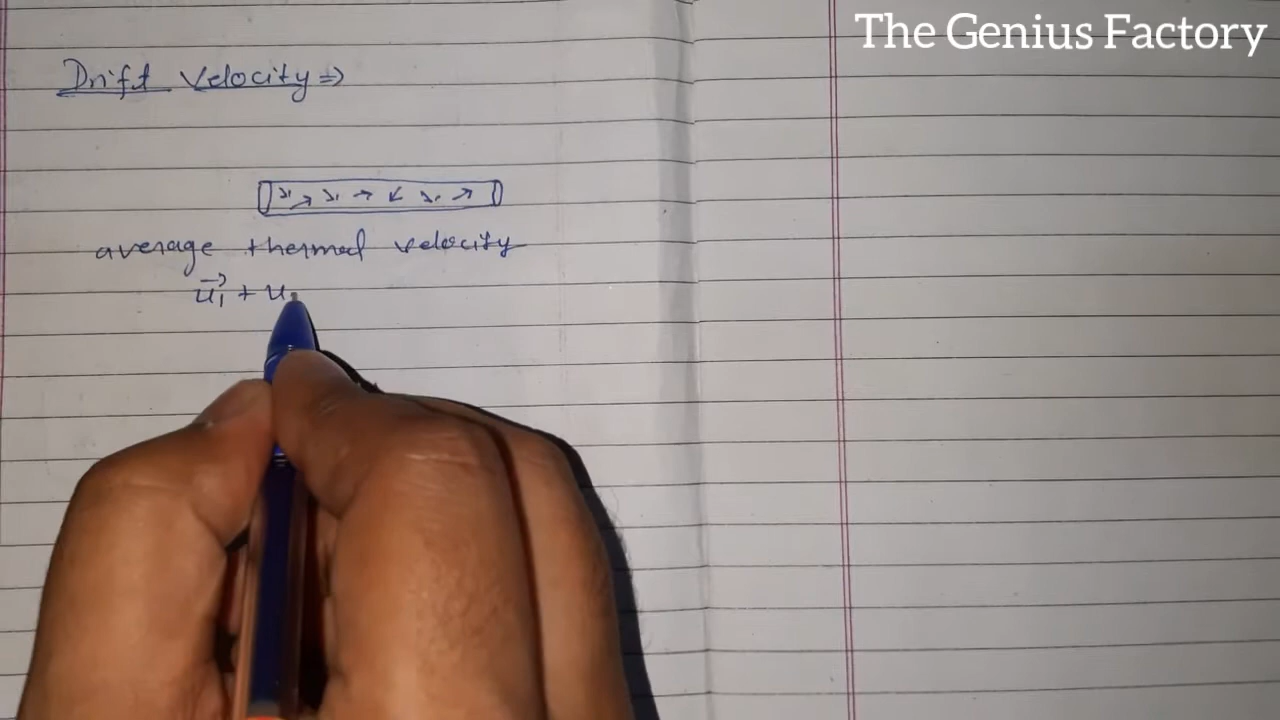 The Genius Factory
Drift Velocity ⇒
average thermal velocity
u⃗₁ + u